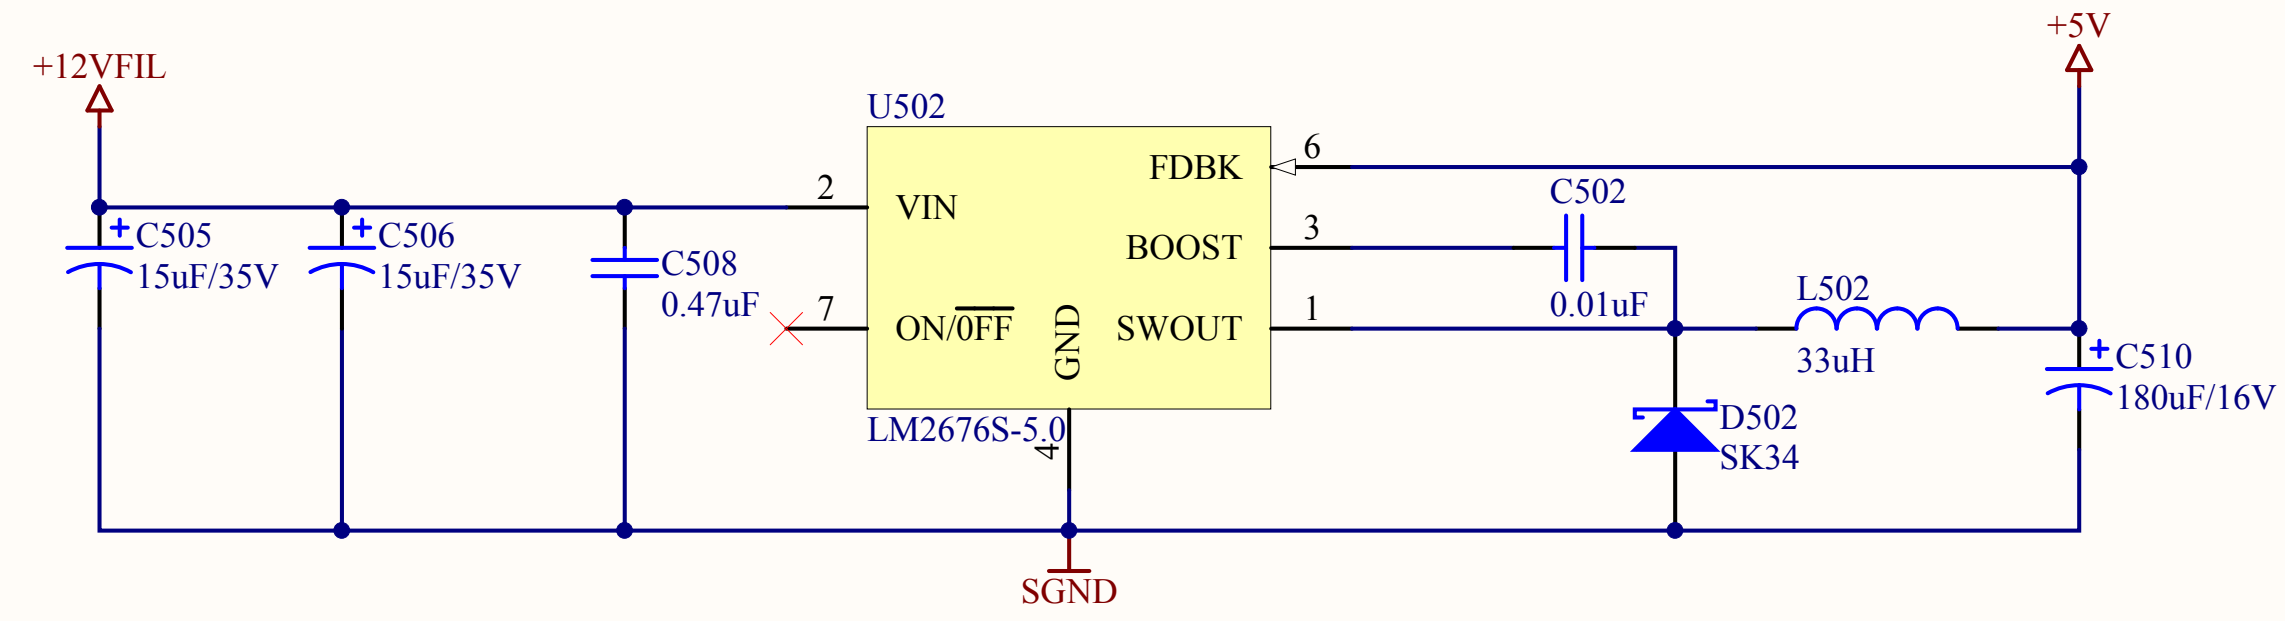 +12VFIL
+5V
U502
C505
15uF/35V
C506
15uF/35V
C508
0.47uF
2
VIN
7
ON/0FF
GND
4
FDBK
6
BOOST
3
SWOUT
1
LM2676S-5.0
C502
0.01uF
L502
33uH
D502
SK34
C510
180uF/16V
SGND